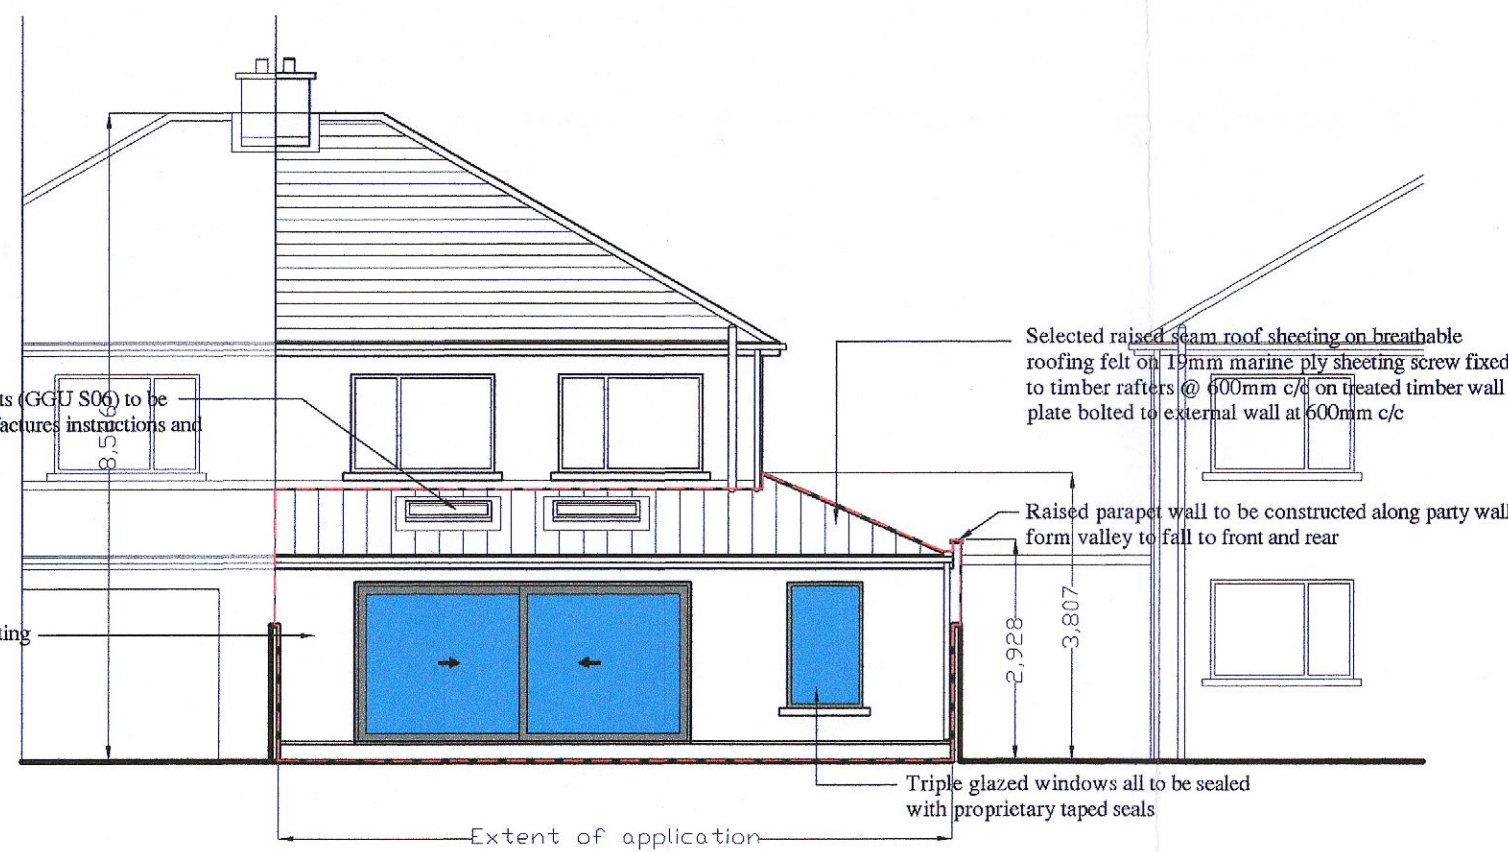 Selected raised seam roof sheeting on breathable
roofing felt on 19mm marine ply sheeting screw fixed
to timber rafters @ 600mm c/c on treated timber wall
plate bolted to external wall at 600mm c/c
ts (GGU S06) to be
factures instructions and
Raised parapet wall to be constructed along party wall
form valley to fall to front and rear
ting
2,928
3,807
Triple glazed windows all to be sealed
with proprietary taped seals
Extent of application